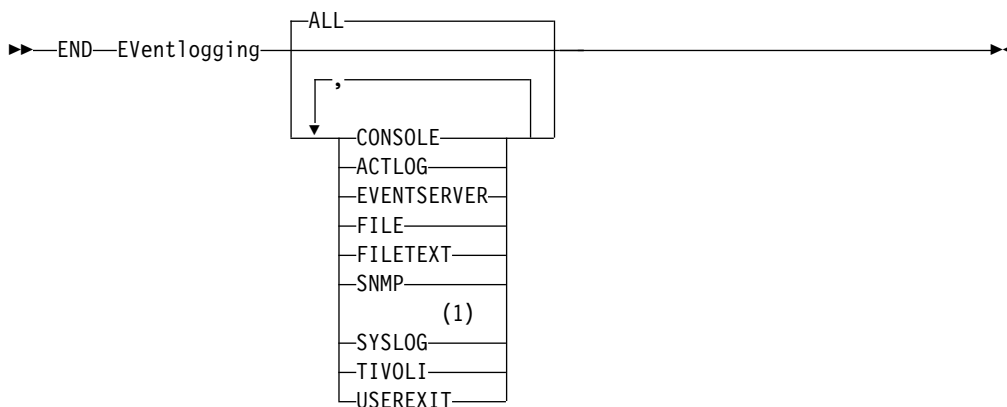 ALL
END EVentlogging
,
CONSOLE
ACTLOG
EVENTSERVER
FILE
FILETEXT
SNMP
(1)
SYSLOG
TIVOLI
USEREXIT